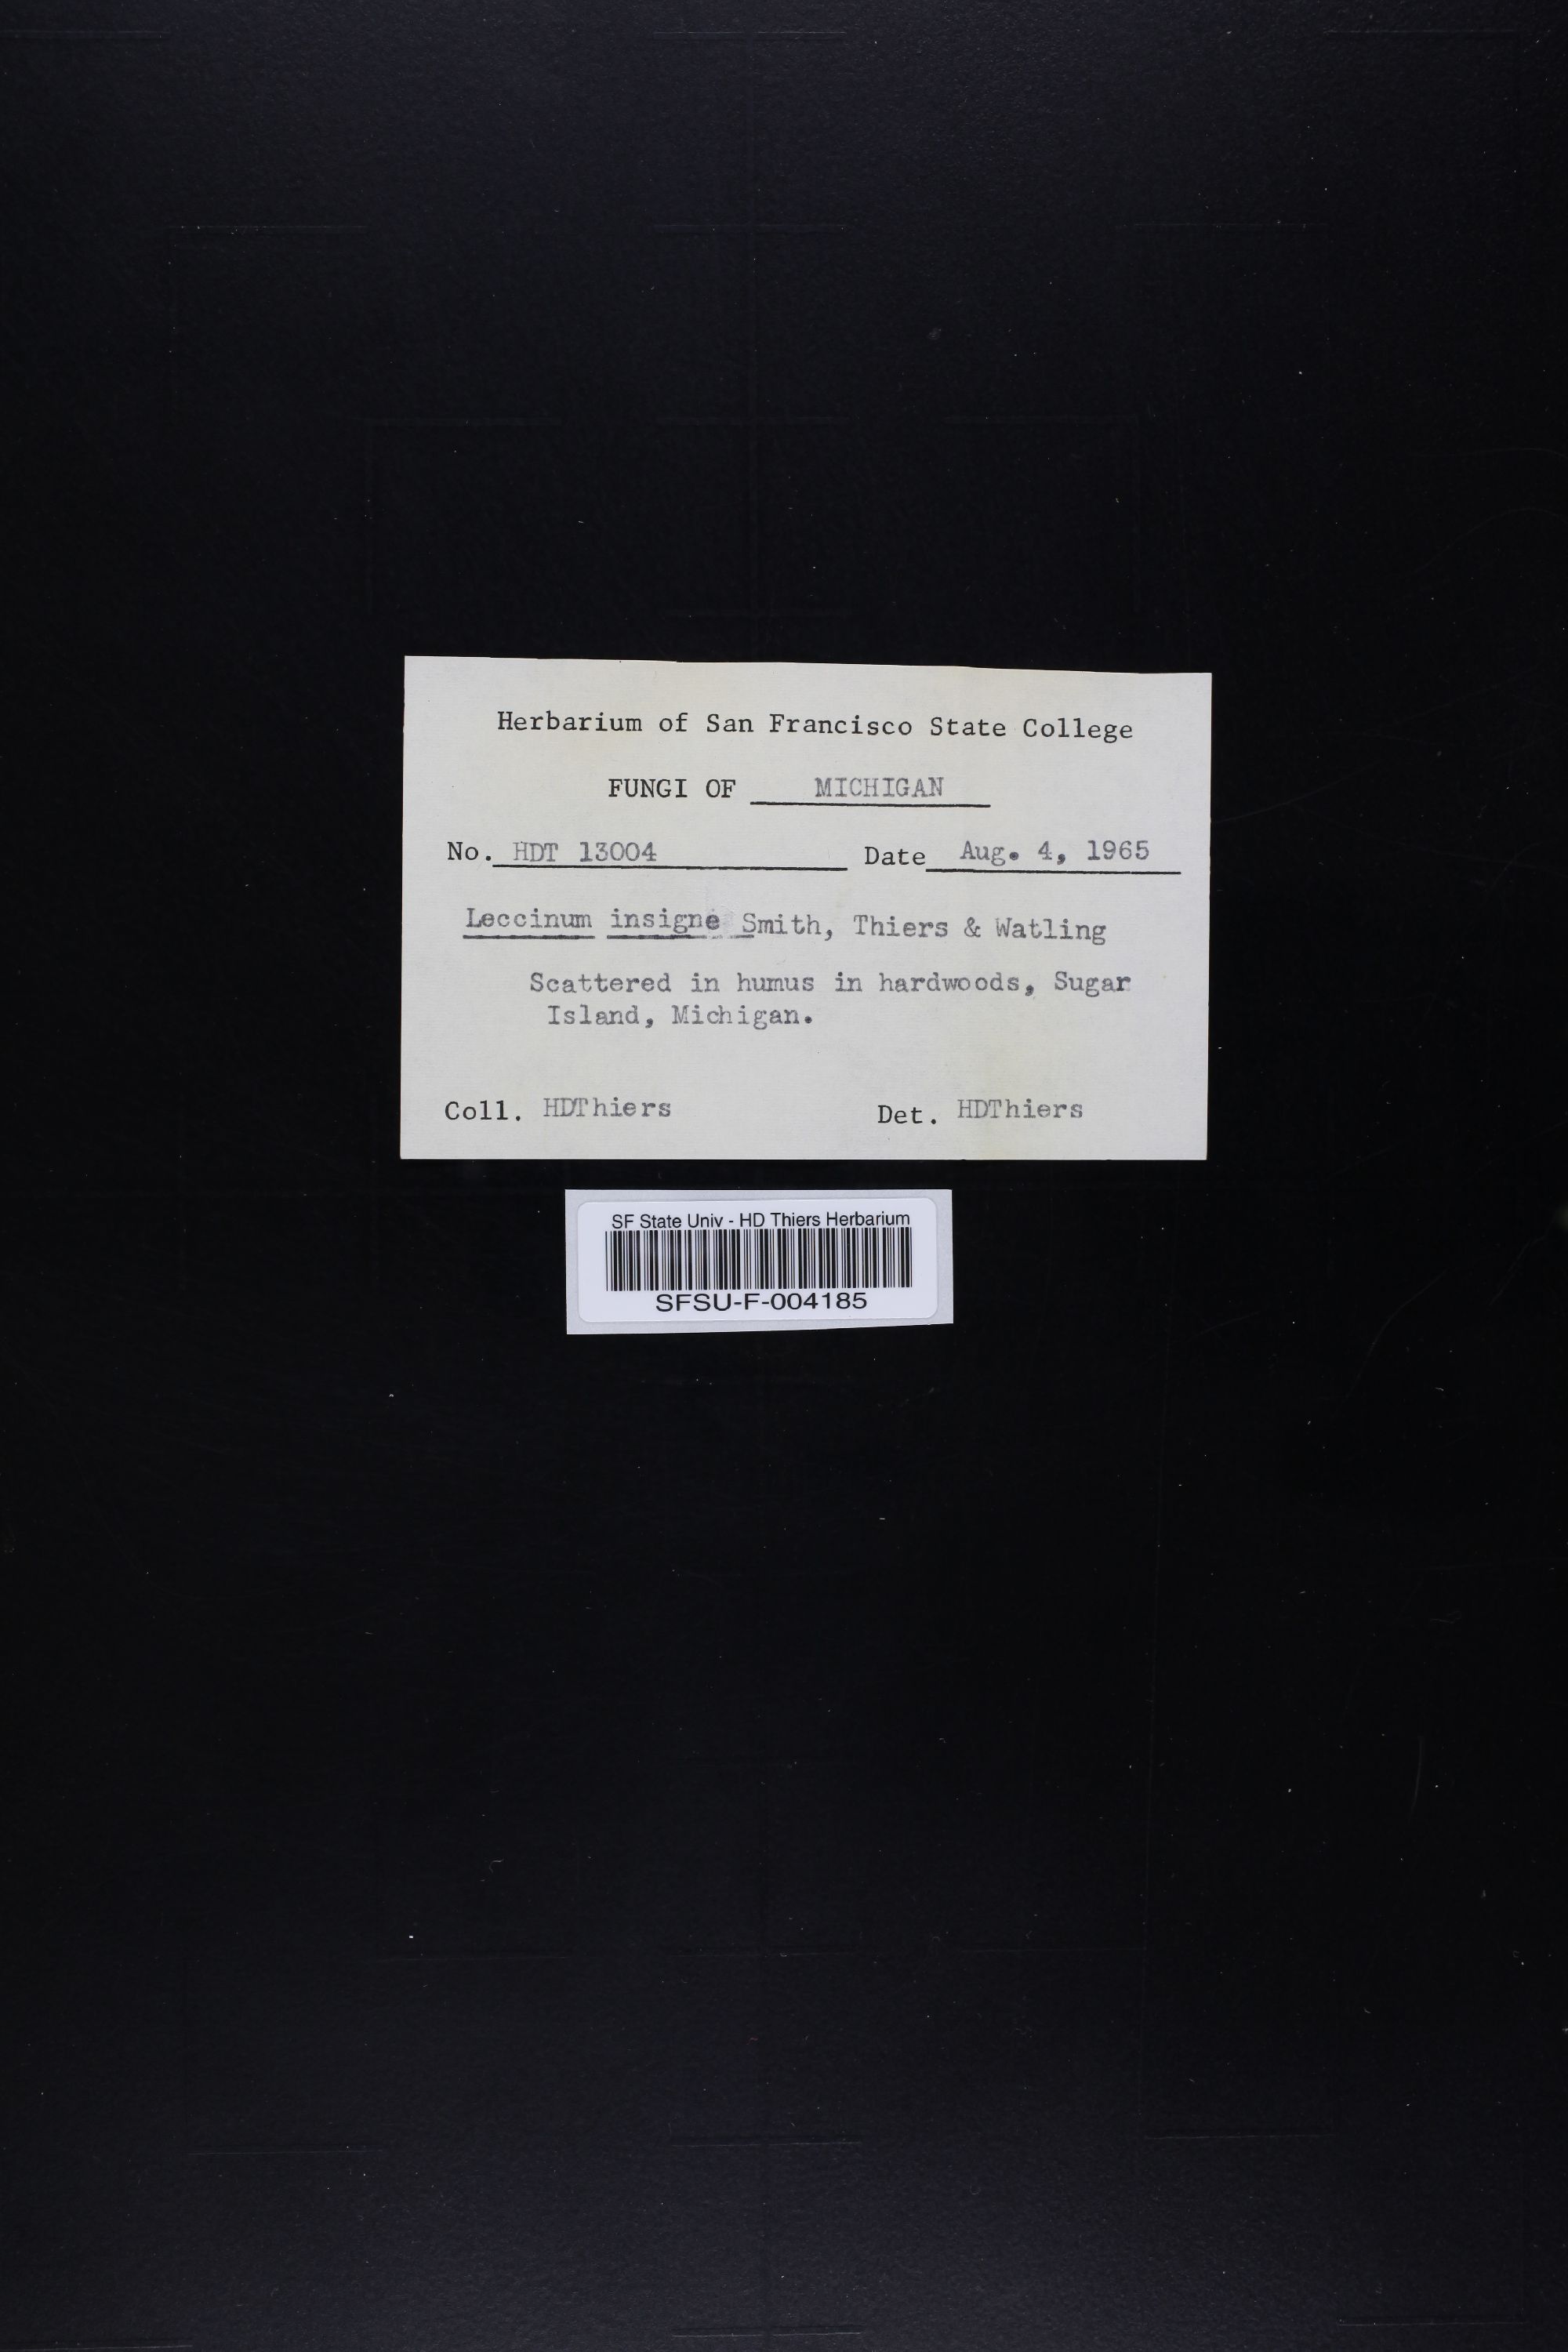 Herbarium of San Francisco State College
FUNGI OF MICHIGAN
No. HDT 13004 Date Aug. 4, 1965
Leccinum insigne Smith, Thiers & Watling
Scattered in humus in hardwoods, Sugar
Island, Michigan.
Coll. HDThiers Det. HDThiers
SF State Univ - HD Thiers Herbarium
SFSU-F-004185